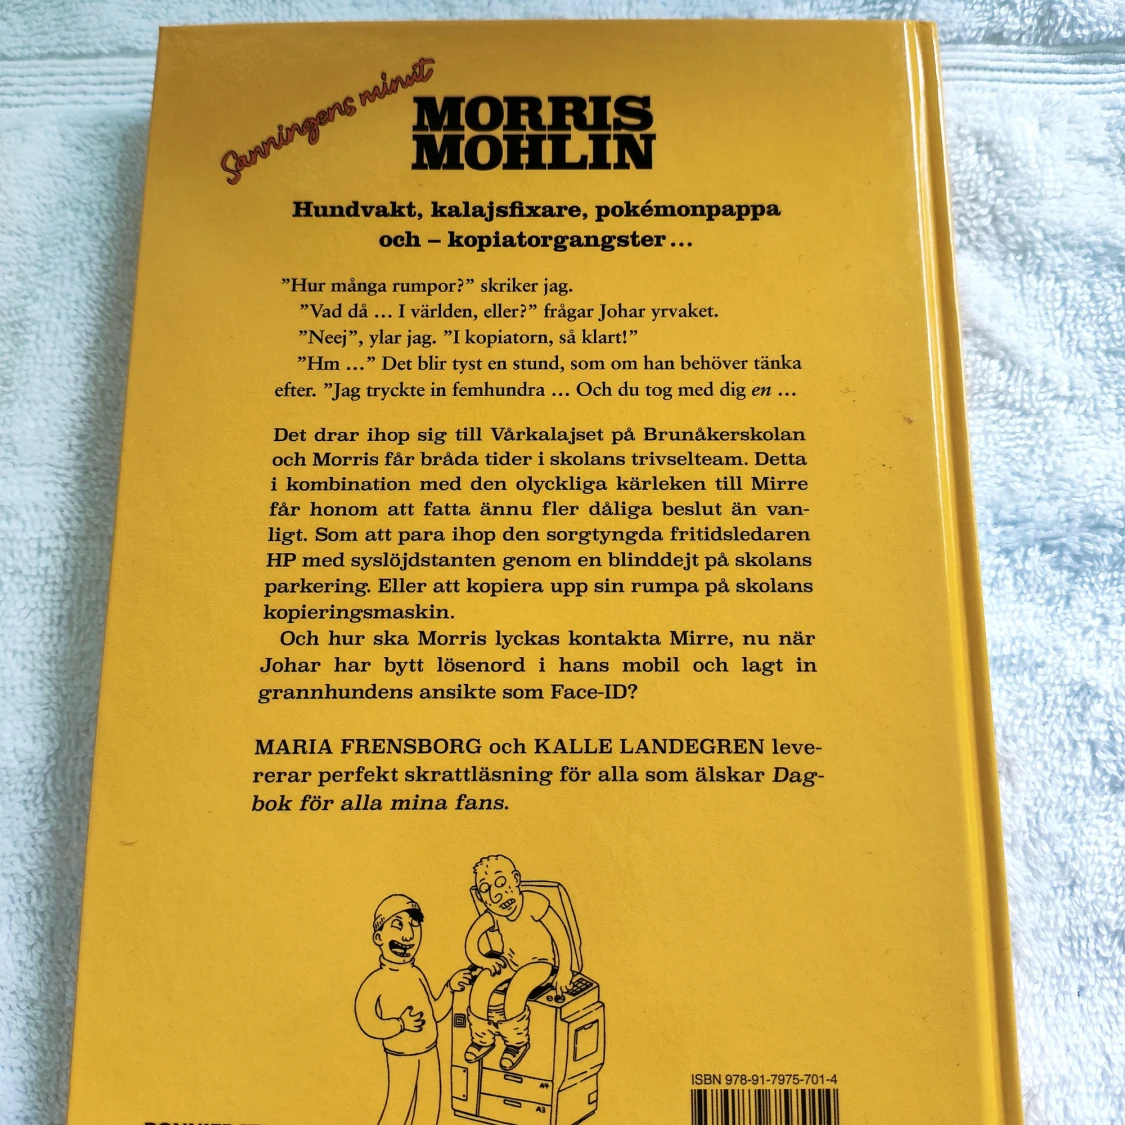 Sanningens minut
MORRIS
MOHLIN
Hundvakt, kalajsfixare, pokémonpappa
och – kopiatorgangster...
”Hur många rumpor?” skriker jag.
”Vad då ... I världen, eller?” frågar Johar yrvaket.
”Neej”, ylar jag. ”I kopiatorn, så klart!”
”Hm ...” Det blir tyst en stund, som om han behöver tänka
efter. ”Jag tryckte in femhundra ... Och du tog med dig en ...
Det drar ihop sig till Vårkalajset på Brunåkerskolan
och Morris får bråda tider i skolans trivselteam. Detta
i kombination med den olyckliga kärleken till Mirre
får honom att fatta ännu fler dåliga beslut än van-
ligt. Som att para ihop den sorgtyngda fritidsledaren
HP med syslöjdstanten genom en blinddejt på skolans
parkering. Eller att kopiera upp sin rumpa på skolans
kopieringsmaskin.
Och hur ska Morris lyckas kontakta Mirre, nu när
Johar har bytt lösenord i hans mobil och lagt in
grannhundens ansikte som Face-ID?
MARIA FRENSBORG och KALLE LANDEGREN leve-
rerar perfekt skrattläsning för alla som älskar Dag-
bok för alla mina fans.
A4
A3
ISBN 978-91-7975-701-4